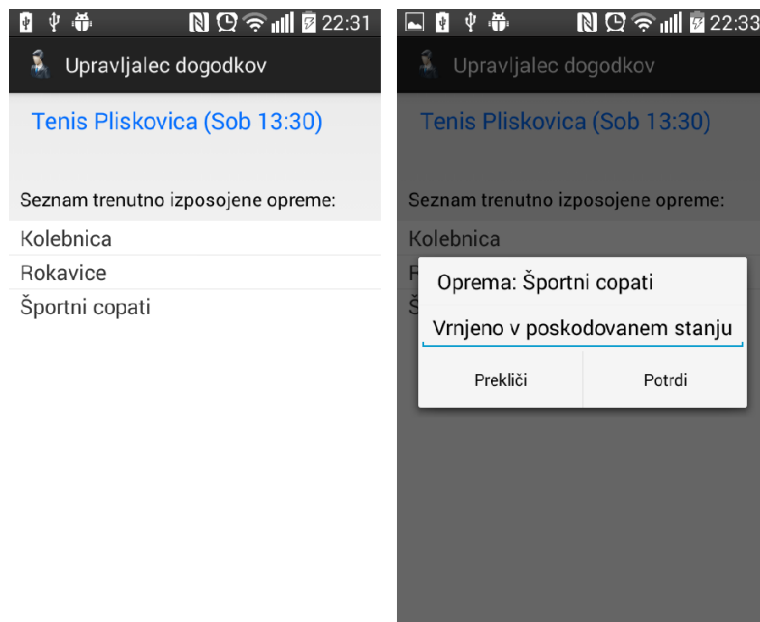 22:31
Upravljalec dogodkov
Tenis Pliskovica (Sob 13:30)
Seznam trenutno izposojene opreme:
Kolebnica
Rokavice
Športni copati
22:33
Upravljalec dogodkov
Tenis Pliskovica (Sob 13:30)
Seznam trenutno izposojene opreme:
Kolebnica
R
Š
Oprema: Športni copati
Vrnjeno v poskodovanem stanju
Prekliči
Potrdi